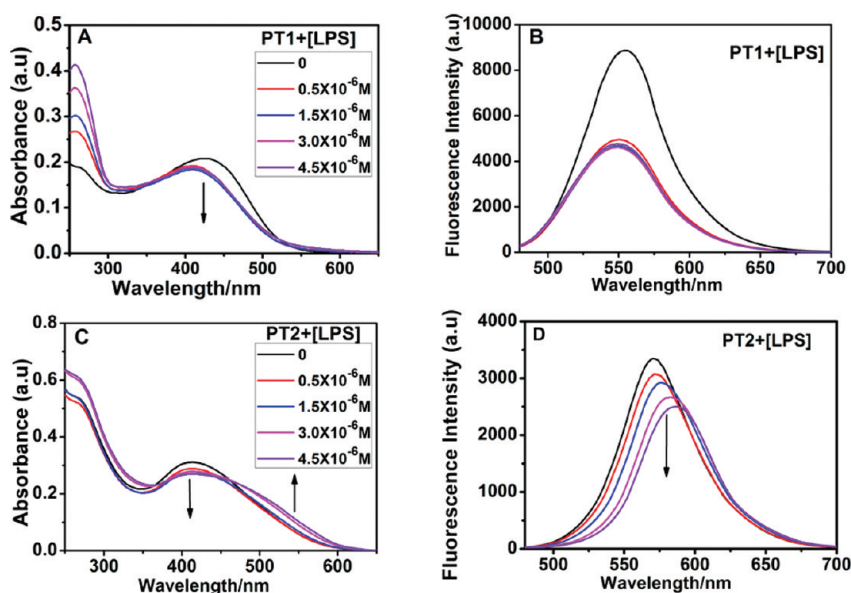 A
PT1+[LPS]
0
0.5X10⁻⁶M
1.5X10⁻⁶M
3.0X10⁻⁶M
4.5X10⁻⁶M
Absorbance (a.u)
0.5
0.4
0.3
0.2
0.1
0.0
300 400 500 600
Wavelength/nm
B
PT1+[LPS]
Fluorescence Intensity (a.u)
10000
8000
6000
4000
2000
0
500 550 600 650 700
Wavelength/nm
C
PT2+[LPS]
0
0.5X10⁻⁶M
1.5X10⁻⁶M
3.0X10⁻⁶M
4.5X10⁻⁶M
Absorbance (a.u)
0.8
0.6
0.4
0.2
0.0
300 400 500 600
Wavelength/nm
D
PT2+[LPS]
Fluorescence Intensity (a.u)
4000
3000
2000
1000
0
500 550 600 650 700
Wavelength/nm